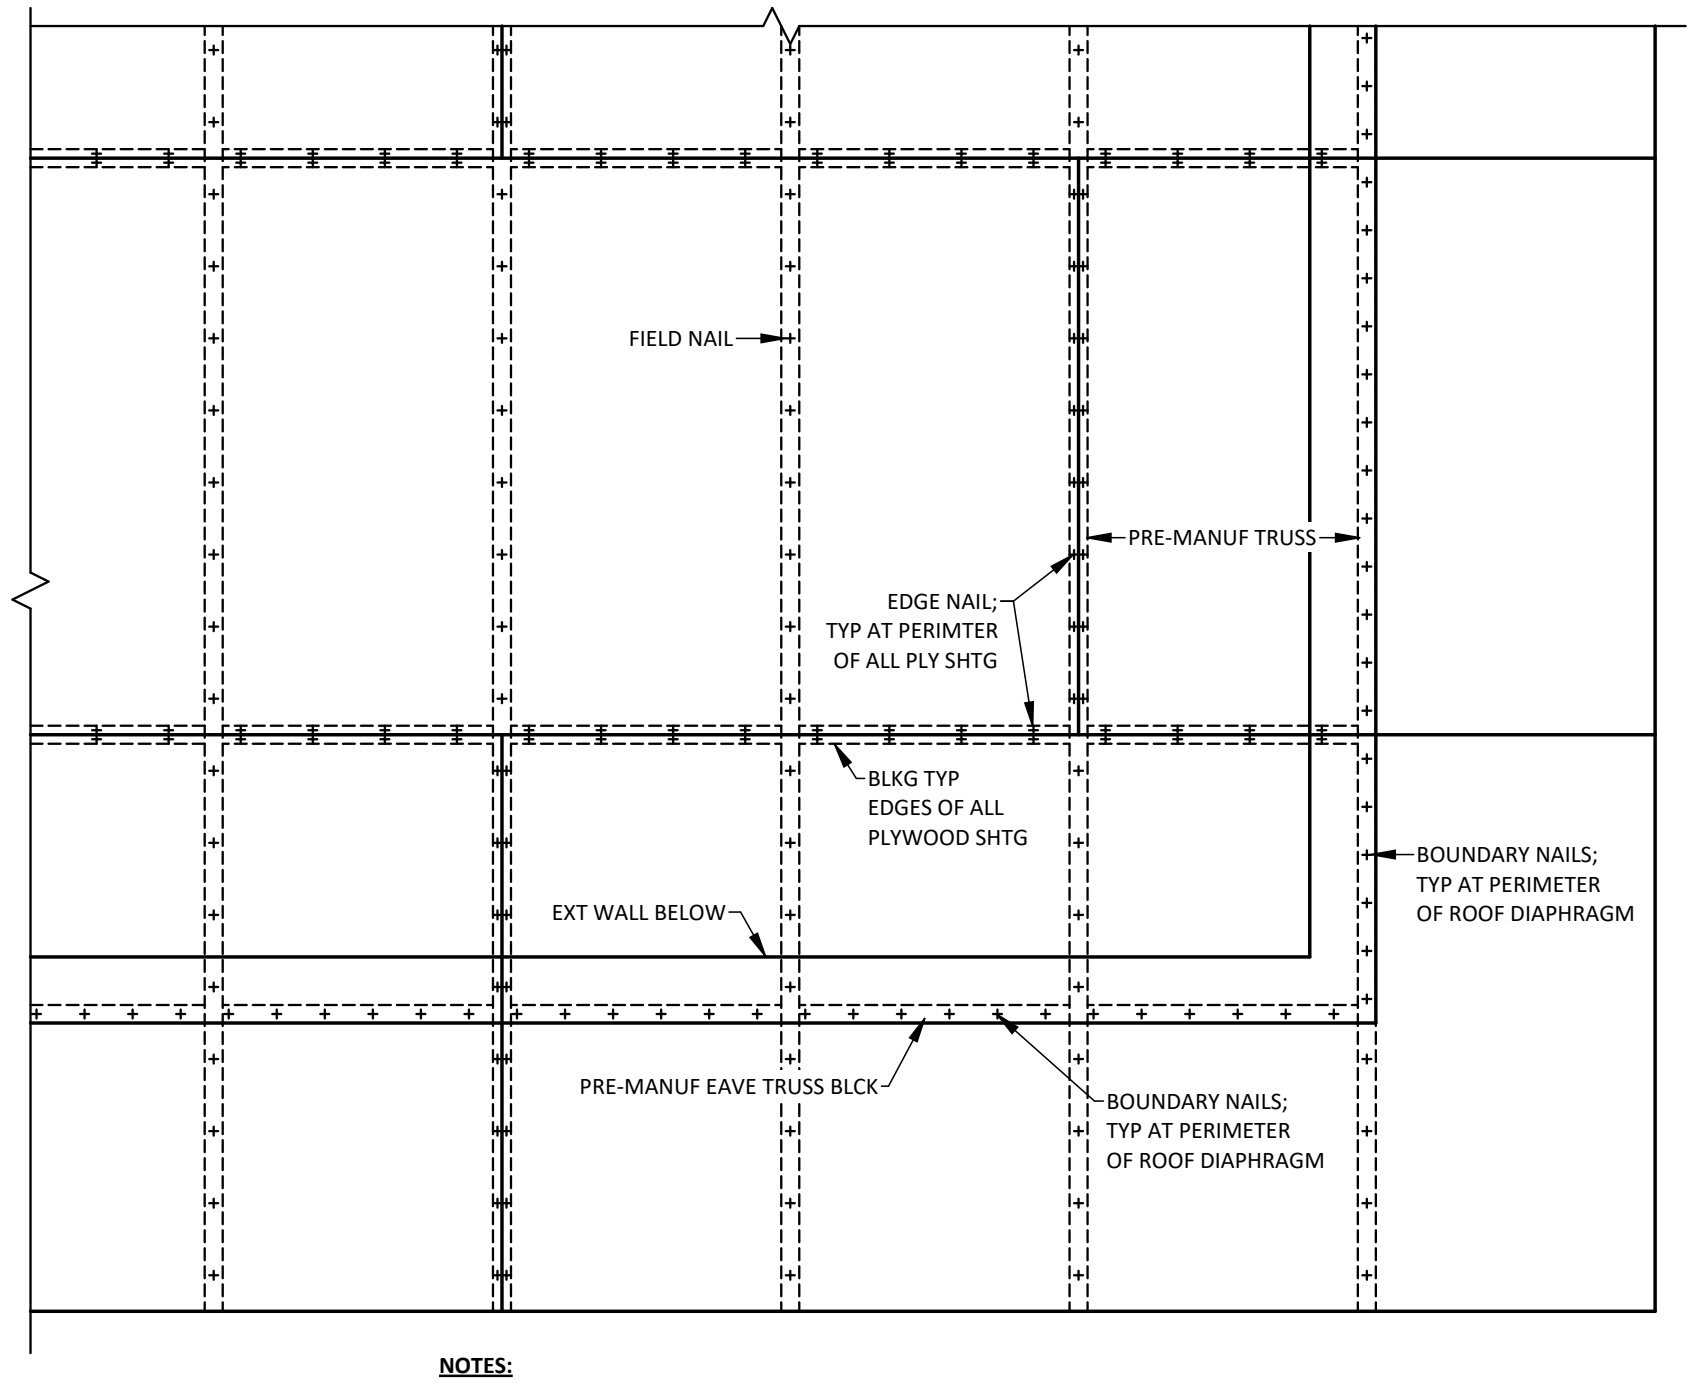 FIELD NAIL
PRE-MANUF TRUSS
EDGE NAIL;
TYP AT PERIMTER
OF ALL PLY SHTG
BLKG TYP
EDGES OF ALL
PLYWOOD SHTG
BOUNDARY NAILS;
TYP AT PERIMETER
OF ROOF DIAPHRAGM
EXT WALL BELOW
PRE-MANUF EAVE TRUSS BLCK
BOUNDARY NAILS;
TYP AT PERIMETER
OF ROOF DIAPHRAGM
NOTES: